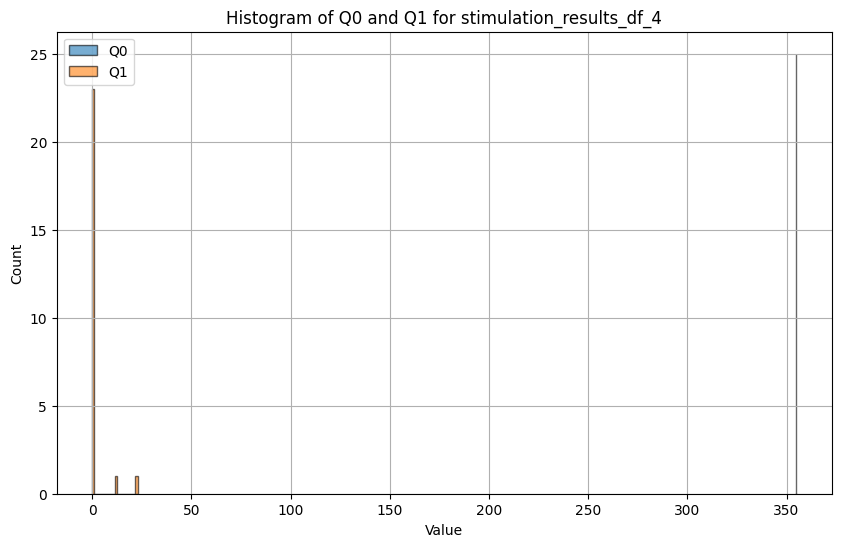 Histogram of Q0 and Q1 for stimulation_results_df_4
Q0
Q1
25
20
15
10
5
0
Count
0 50 100 150 200 250 300 350
Value